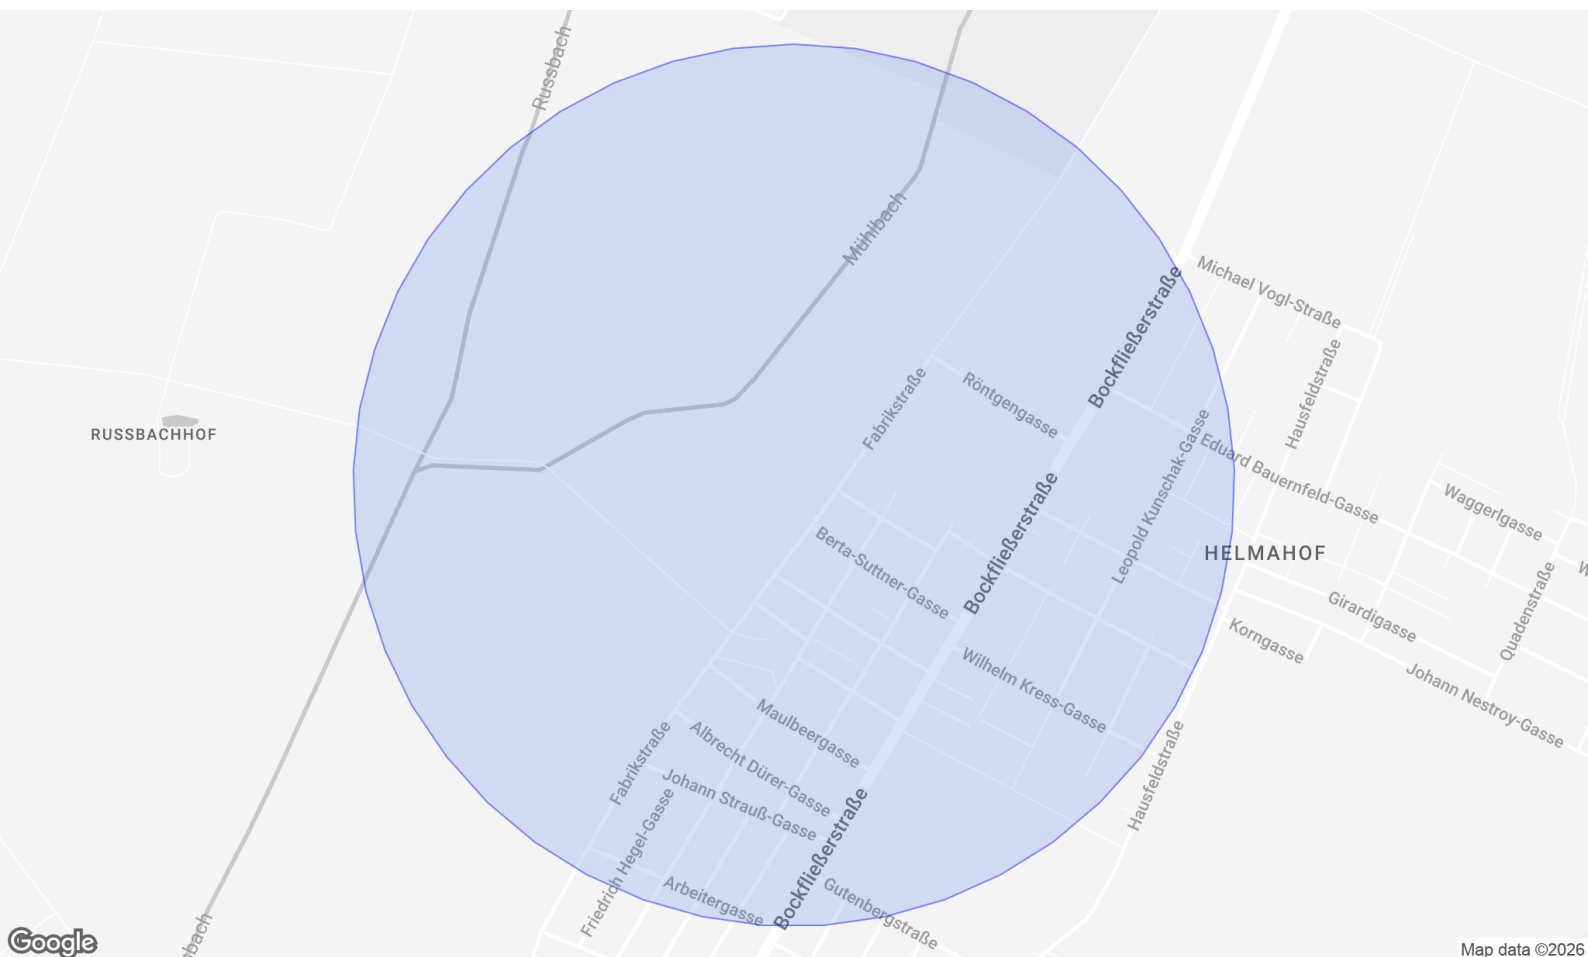 Russbach
Mühlbach
Michael Vogl-Straße
Bockfließerstraße
Hausfeldstraße
Röntgengasse
Fabrikstraße
RUSSBACHHOF
Leopold Kunschak-Gasse
Eduard Bauernfeld-Gasse
Waggerlgasse
Bockfließerstraße
Berta-Suttner-Gasse
HELMAHOF
W
Quadenstraße
Girardigasse
Korngasse
Wilhelm Kress-Gasse
Johann Nestroy-Gasse
Maulbeergasse
Albrecht Dürer-Gasse
Fabrikstraße
Johann Strauß-Gasse
Hausfeldstraße
Friedrich Hegel-Gasse
Bockfließerstraße
Arbeitergasse
Gutenbergstraße
bach
Google
Map data ©2026